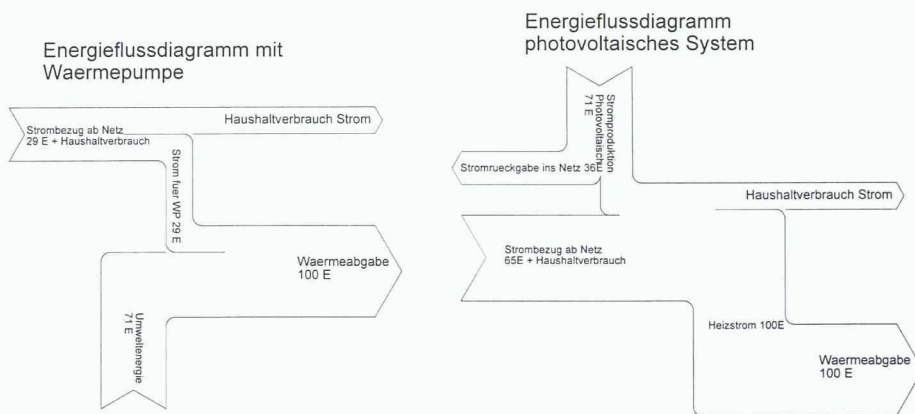 Energieflussdiagramm mit
Waermepumpe
Haushaltverbrauch Strom
Strombezug ab Netz
29 E + Haushaltverbrauch
Strom fuer WP 29 E
Waermeabgabe
100 E
Umweltenergie
71 E
Energieflussdiagramm
photovoltaisches System
Stromproduktion
Photovoltaisch
71 E
Stromrueckgabe ins Netz 36E
Haushaltverbrauch Strom
Strombezug ab Netz
65E + Haushaltverbrauch
Heizstrom 100E
Waermeabgabe
100 E